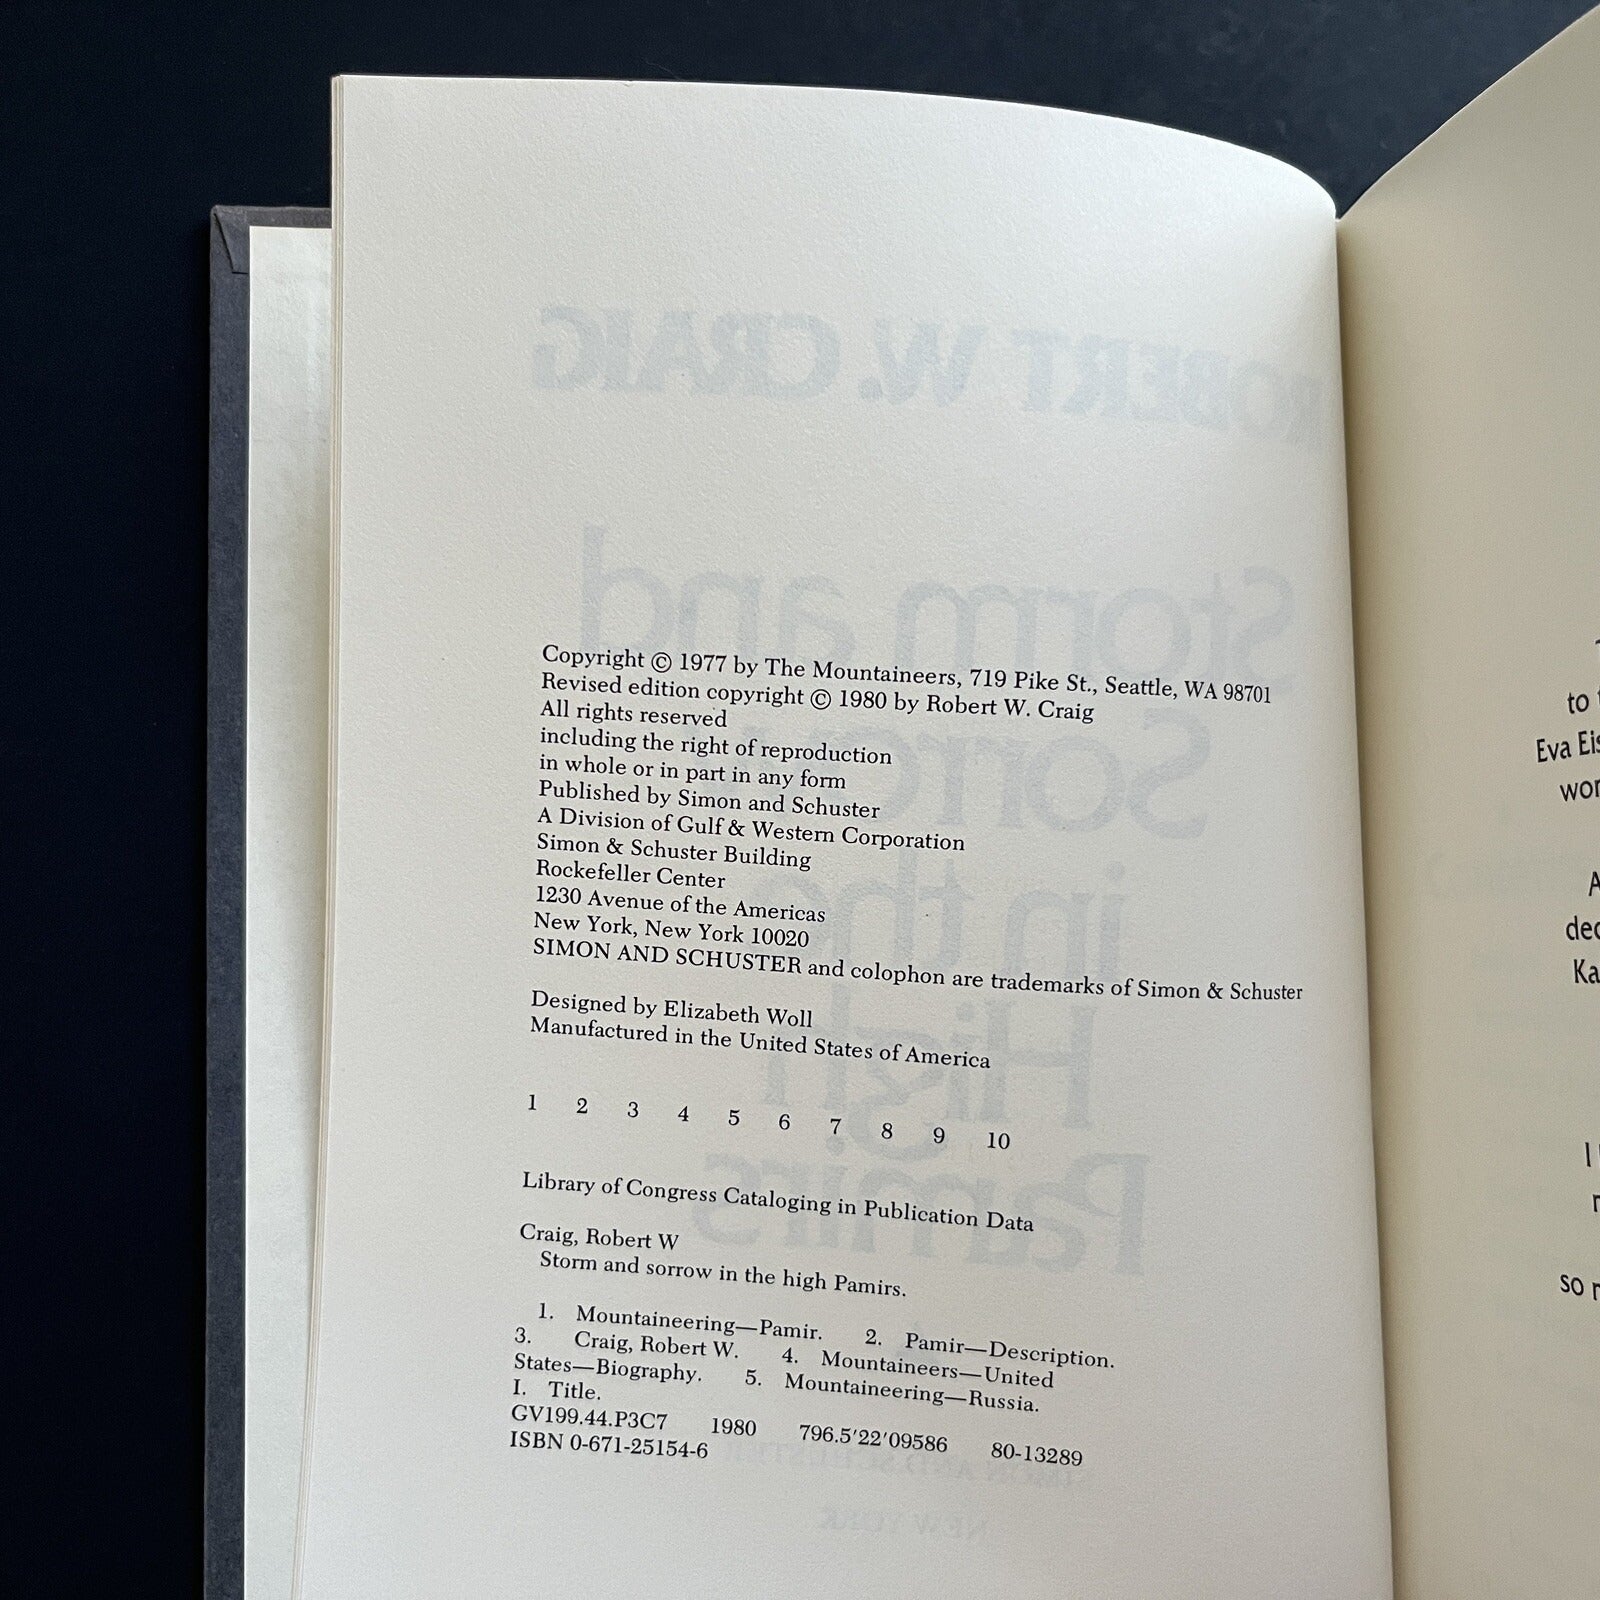 Copyright © 1977 by The Mountaineers, 719 Pike St., Seattle, WA 98701
Revised edition copyright © 1980 by Robert W. Craig
All rights reserved
including the right of reproduction
in whole or in part in any form
Published by Simon and Schuster
A Division of Gulf & Western Corporation
Simon & Schuster Building
Rockefeller Center
1230 Avenue of the Americas
New York, New York 10020
SIMON AND SCHUSTER and colophon are trademarks of Simon & Schuster
Designed by Elizabeth Woll
Manufactured in the United States of America
1 2 3 4 5 6 7 8 9 10
Library of Congress Cataloging in Publication Data
Craig, Robert W
Storm and sorrow in the high Pamirs.
1. Mountaineering—Pamir. 2. Pamir—Description.
3. Craig, Robert W. 4. Mountaineers—United
States—Biography. 5. Mountaineering—Russia.
I. Title.
GV199.44.P3C7 1980 796.5'22'09586 80-13289
ISBN 0-671-25154-6
to
Eva
so